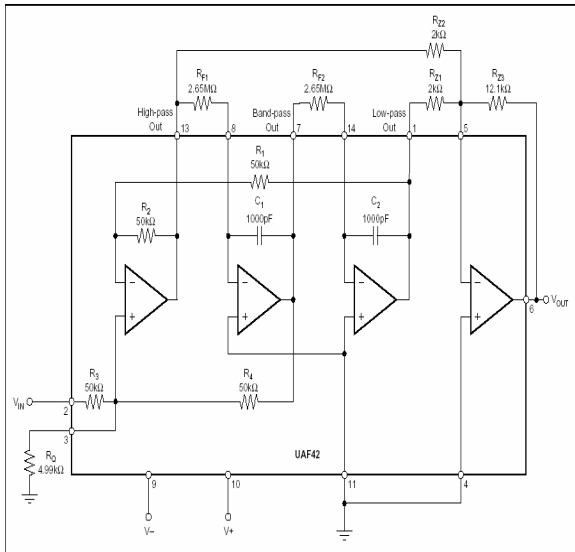 RZ2
2kΩ
RF1
2.65MΩ
RF2
2.65MΩ
RZ1
2kΩ
RZ3
12.1kΩ
High-pass
Out
Band-pass
Out
Low-pass
Out
13
8
7
14
1
5
R1
50kΩ
R2
50kΩ
C1
1000pF
C2
1000pF
−
+
−
+
−
+
−
+
6
VOUT
R3
50kΩ
R4
50kΩ
VIN
2
3
RQ
4.99kΩ
UAF42
9
10
11
4
V−
V+